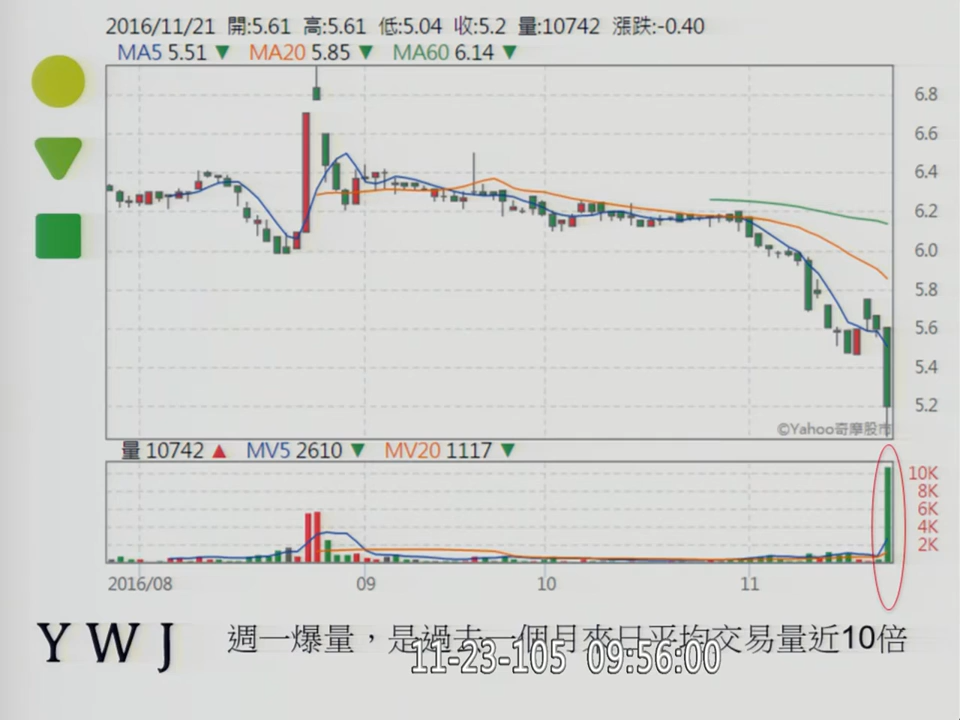 2016/11/21 開:5.61 高:5.61 低:5.04 收:5.2 量:10742 漲跌:-0.40
MA5 5.51 ▼ MA20 5.85 ▼ MA60 6.14 ▼
6.8
6.6
6.4
6.2
6.0
5.8
5.6
5.4
5.2
©Yahoo奇摩股市
量 10742 ▲ MV5 2610 ▼ MV20 1117 ▼
10K
8K
6K
4K
2K
2016/08 09 10 11
YWJ 週一爆量，是過去一個月來日平均交易量近10倍
11-23-105 09:56:00